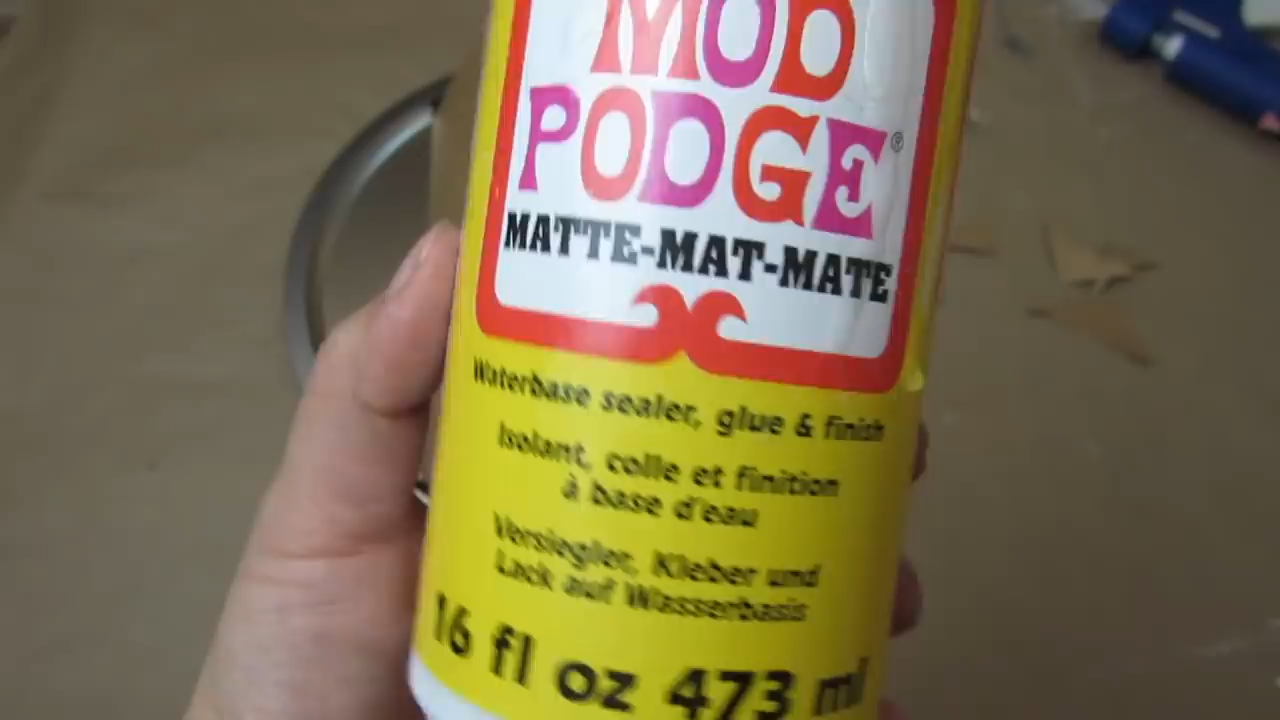 MOD
PODGE®
MATTE-MAT-MATE
Waterbase sealer, glue & finish
Isolant, colle et finition
à base d'eau
Versiegler, Kleber und
Lack auf Wasserbasis
16 fl oz 473 ml